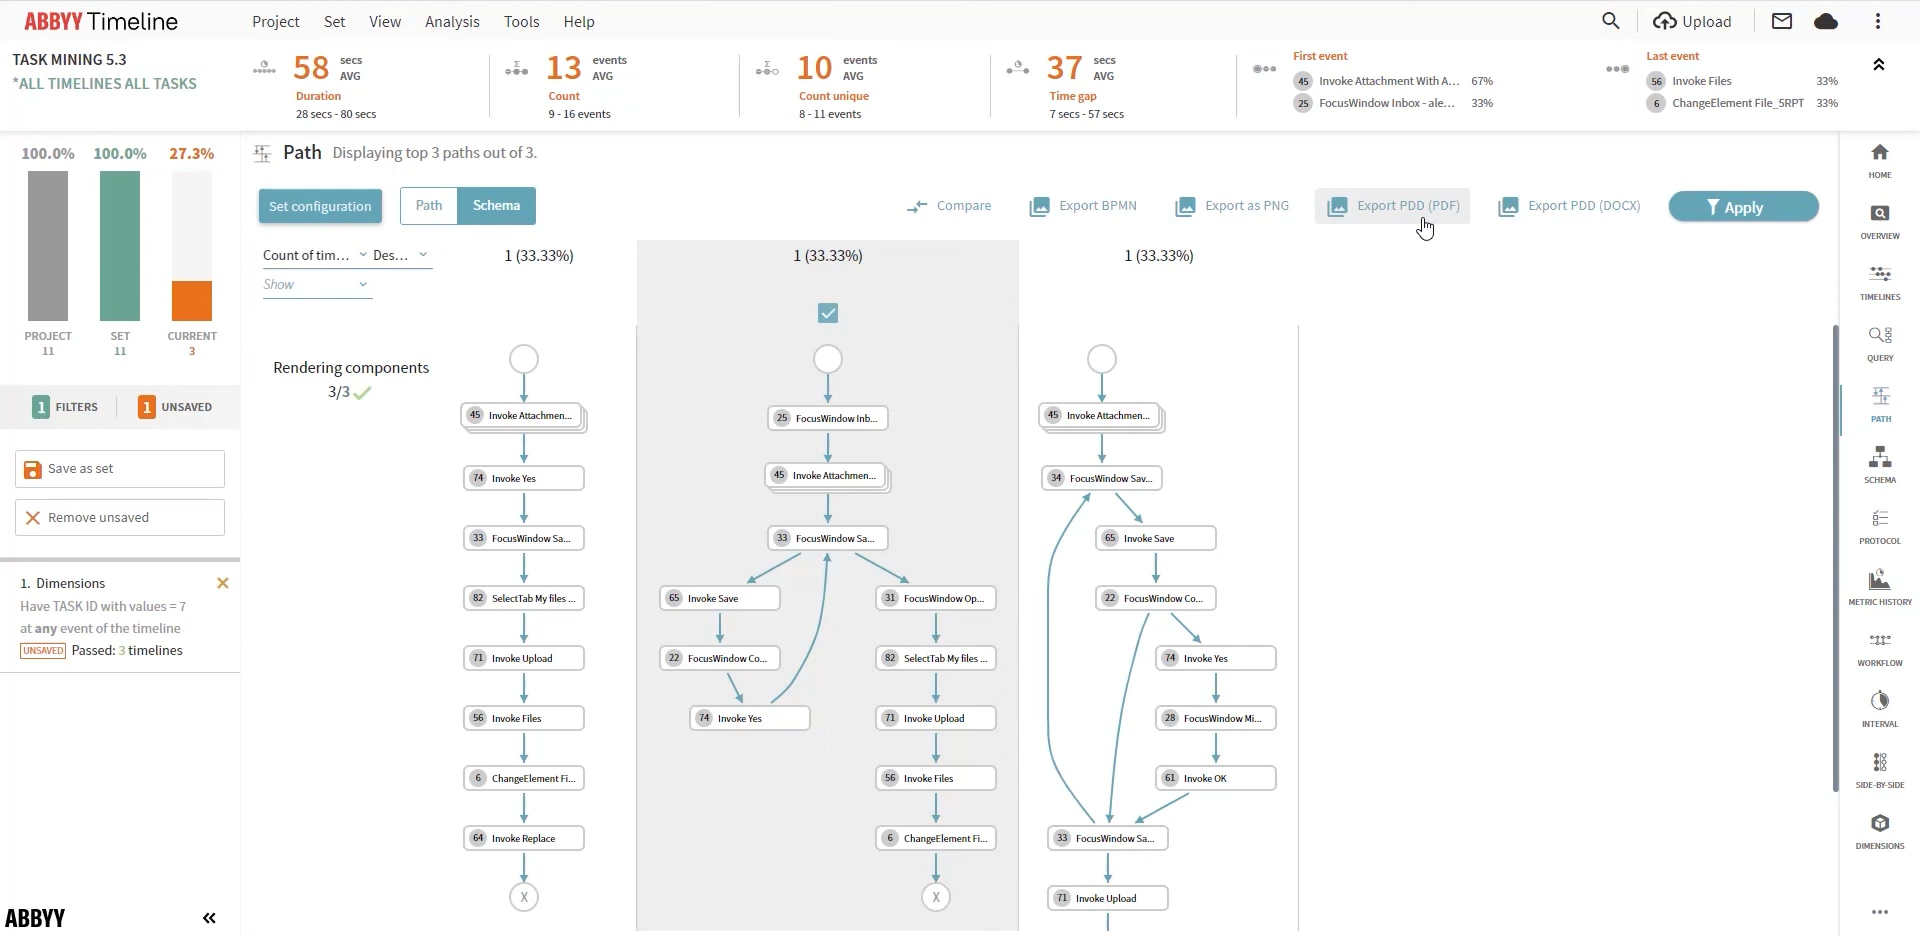 ABBYY Timeline
Project Set View Analysis Tools Help
Upload
TASK MINING 5.3
*ALL TIMELINES ALL TASKS
58 secs AVG
Duration
28 secs - 80 secs
13 events AVG
Count
9 - 16 events
10 events AVG
Count unique
8 - 11 events
37 secs AVG
Time gap
7 secs - 57 secs
First event
45 Invoke Attachment With A... 67%
25 FocusWindow Inbox - ale... 33%
Last event
56 Invoke Files 33%
6 ChangeElement File_5RPT 33%
100.0% 100.0% 27.3%
PROJECT SET CURRENT
11 11 3
1 FILTERS 1 UNSAVED
Save as set
Remove unsaved
1. Dimensions
Have TASK ID with values = 7
at any event of the timeline
UNSAVED Passed: 3 timelines
ABBYY
Path Displaying top 3 paths out of 3.
Set configuration Path Schema
Compare Export BPMN Export as PNG Export PDD (PDF) Export PDD (DOCX) Apply
Count of tim... Des...
Show
Rendering components
3/3
1 (33.33%)
45 Invoke Attachmen...
74 Invoke Yes
33 FocusWindow Sa...
82 SelectTab My files ...
71 Invoke Upload
56 Invoke Files
6 ChangeElement Fi...
64 Invoke Replace
X
1 (33.33%)
25 FocusWindow Inb...
45 Invoke Attachmen...
33 FocusWindow Sa...
65 Invoke Save
22 FocusWindow Co...
74 Invoke Yes
31 FocusWindow Op...
82 SelectTab My files ...
71 Invoke Upload
56 Invoke Files
6 ChangeElement Fi...
X
1 (33.33%)
45 Invoke Attachmen...
34 FocusWindow Sav...
65 Invoke Save
22 FocusWindow Co...
74 Invoke Yes
28 FocusWindow Mi...
61 Invoke OK
33 FocusWindow Sa...
71 Invoke Upload
HOME
OVERVIEW
TIMELINES
QUERY
PATH
SCHEMA
PROTOCOL
METRIC HISTORY
WORKFLOW
INTERVAL
SIDE-BY-SIDE
DIMENSIONS